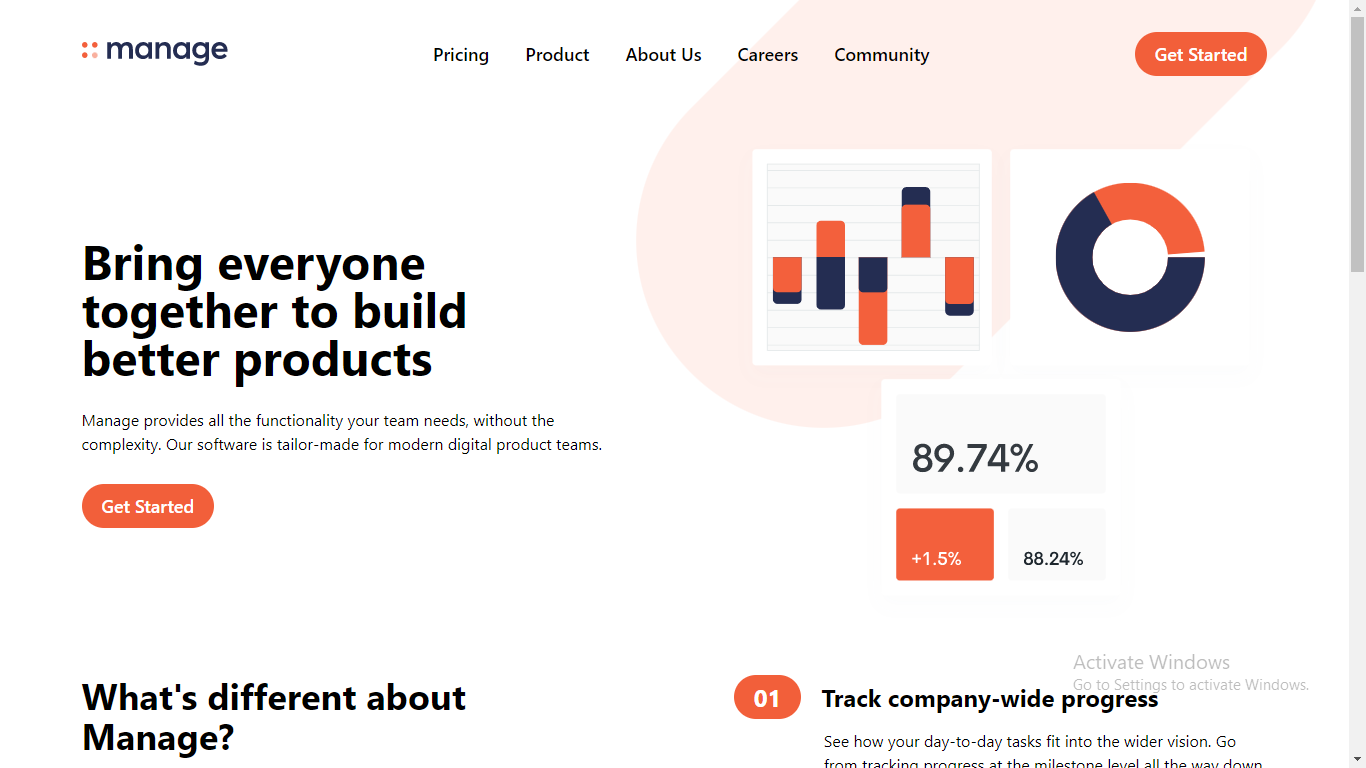 manage
Pricing
Product
About Us
Careers
Community
Get Started
Bring everyone
together to build
better products
Manage provides all the functionality your team needs, without the
complexity. Our software is tailor-made for modern digital product teams.
Get Started
89.74%
+1.5%
88.24%
Activate Windows
Go to Settings to activate Windows.
What's different about
Manage?
01
Track company-wide progress
See how your day-to-day tasks fit into the wider vision. Go
from tracking progress at the milestone level all the way down